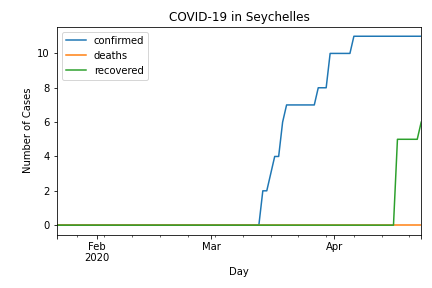 COVID-19 in Seychelles
confirmed
deaths
recovered
Number of Cases
10
8
6
4
2
0
Feb
2020
Mar
Apr
Day